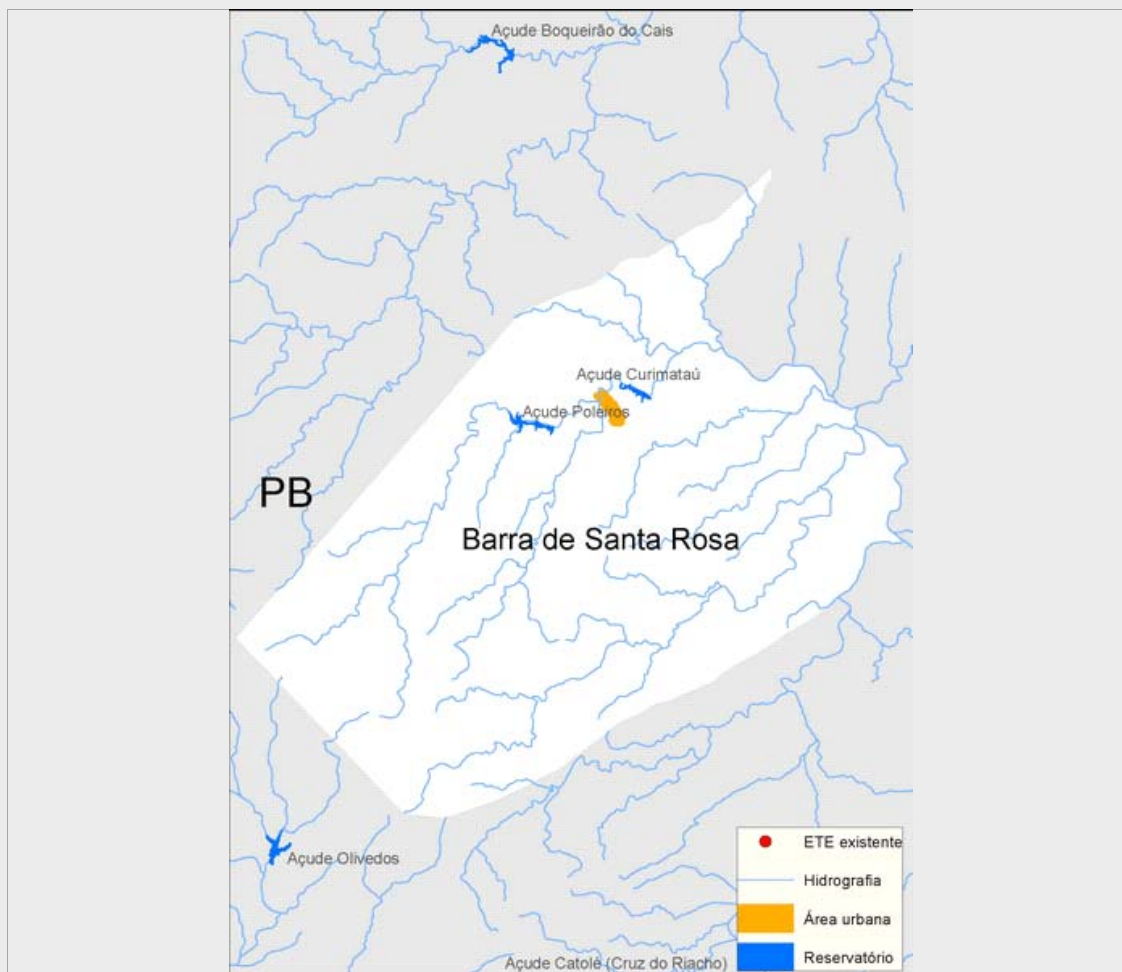 Açude Boqueirão do Cais
Açude Curimataú
Açude Poleiros
PB
Barra de Santa Rosa
Açude Olivedos
ETE existente
Hidrografia
Área urbana
Reservatório
Açude Catolé (Cruz do Riacho)